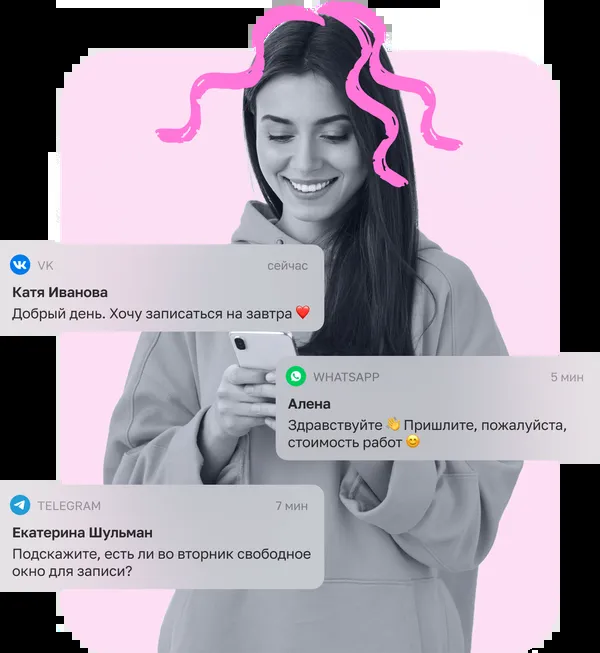 VK
сейчас
Катя Иванова
Добрый день. Хочу записаться на завтра ❤️
WHATSAPP
5 мин
Алена
Здравствуйте 👋 Пришлите, пожалуйста,
стоимость работ 😊
TELEGRAM
7 мин
Екатерина Шульман
Подскажите, есть ли во вторник свободное
окно для записи?